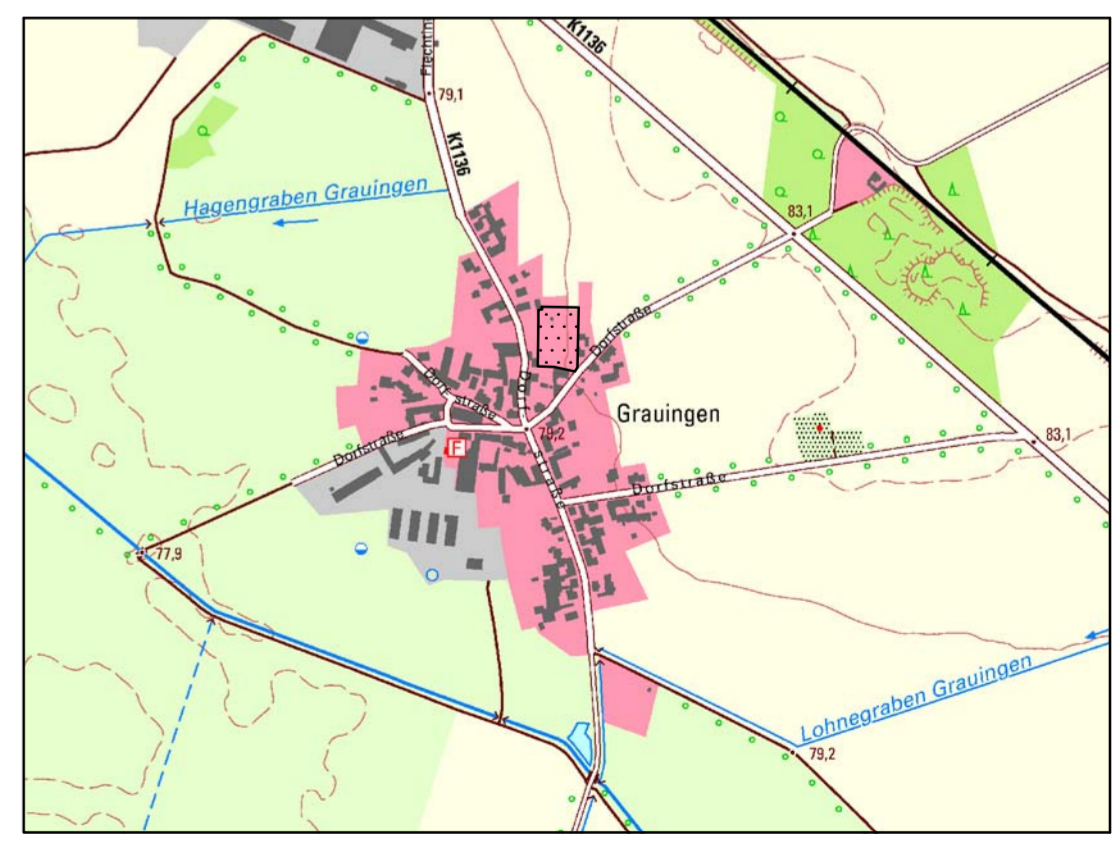 K1136
79,1
K1136
Hagengraben Grauingen
83,1
Dorfstraße
Dorfstraße
Dorfstraße
Grauingen
79,2
F
Dorfstraße
83,1
Dorfstraße
77,9
Lohnegraben Grauingen
79,2